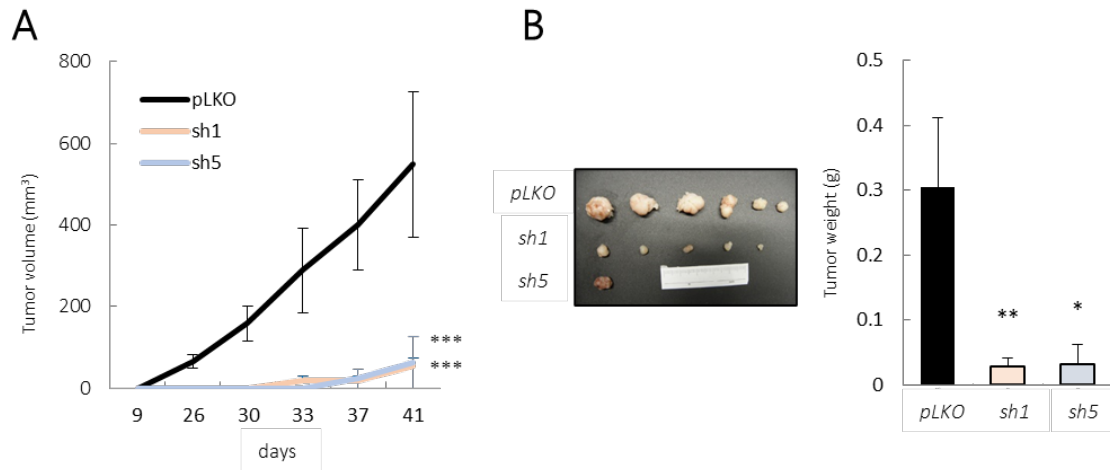 A
800
600
400
200
0
Tumor volume (mm³)
pLKO
sh1
sh5
***
***
9 26 30 33 37 41
days
B
pLKO
sh1
sh5
0.5
0.4
0.3
0.2
0.1
0
Tumor weight (g)
** *
pLKO sh1 sh5